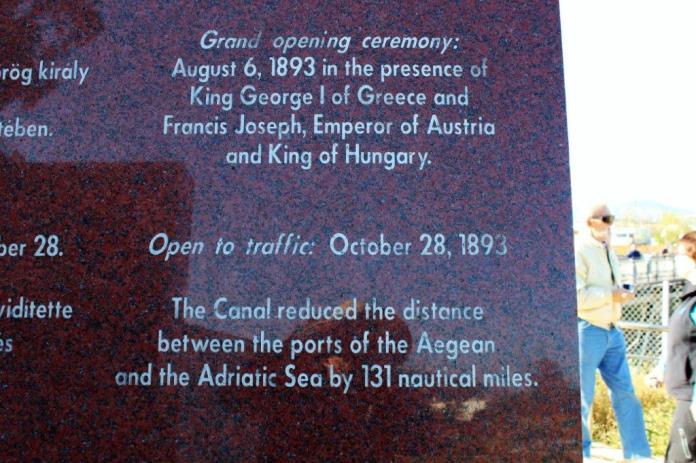 örög király
tében.
ber 28.
viditette
és
Grand opening ceremony:
August 6, 1893 in the presence of
King George I of Greece and
Francis Joseph, Emperor of Austria
and King of Hungary.
Open to traffic: October 28, 1893
The Canal reduced the distance
between the ports of the Aegean
and the Adriatic Sea by 131 nautical miles.